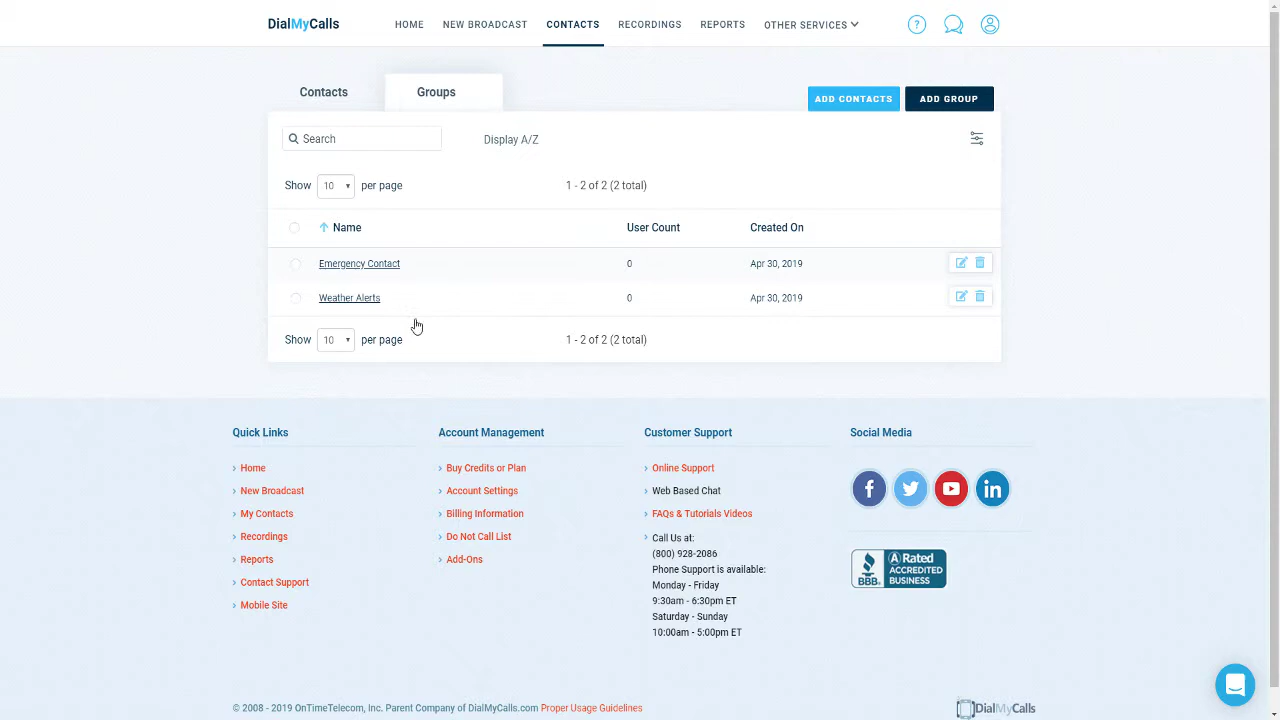 DialMyCalls HOME NEW BROADCAST CONTACTS RECORDINGS REPORTS OTHER SERVICES ?
Contacts Groups ADD CONTACTS ADD GROUP
Search Display A/Z
Show 10 per page 1 - 2 of 2 (2 total)
Name User Count Created On
Emergency Contact 0 Apr 30, 2019
Weather Alerts 0 Apr 30, 2019
Show 10 per page 1 - 2 of 2 (2 total)
Quick Links
Home
New Broadcast
My Contacts
Recordings
Reports
Contact Support
Mobile Site
Account Management
Buy Credits or Plan
Account Settings
Billing Information
Do Not Call List
Add-Ons
Customer Support
Online Support
Web Based Chat
FAQs & Tutorials Videos
Call Us at:
(800) 928-2086
Phone Support is available:
Monday - Friday
9:30am - 6:30pm ET
Saturday - Sunday
10:00am - 5:00pm ET
Social Media
f in
BBB. A Rated
ACCREDITED
BUSINESS
© 2008 - 2019 OnTimeTelecom, Inc. Parent Company of DialMyCalls.com Proper Usage Guidelines DialMyCalls